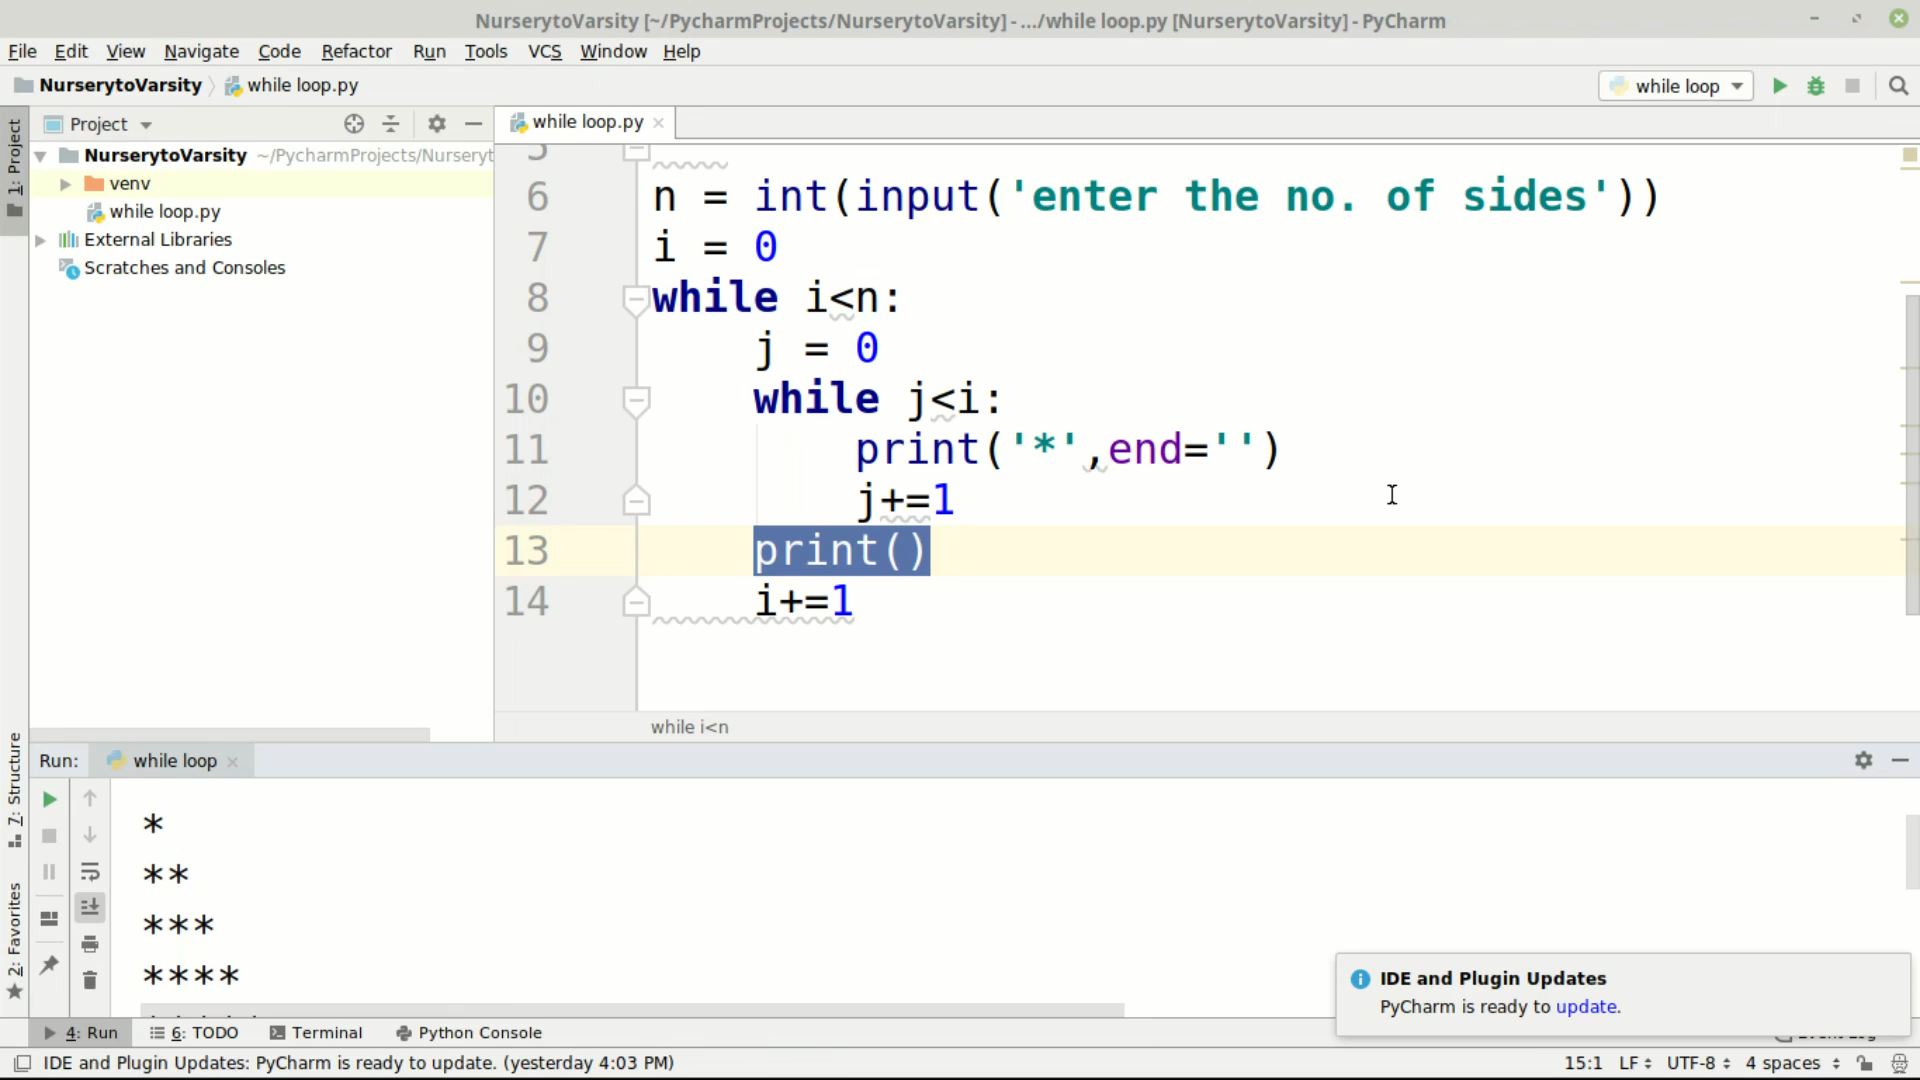 NurserytoVarsity [~/PycharmProjects/NurserytoVarsity] - .../while loop.py [NurserytoVarsity] - PyCharm
File Edit View Navigate Code Refactor Run Tools VCS Window Help
NurserytoVarsity while loop.py while loop
1: Project
Project
while loop.py
NurserytoVarsity ~/PycharmProjects/Nurseryt
venv
while loop.py
External Libraries
Scratches and Consoles
5
6 n = int(input('enter the no. of sides'))
7 i = 0
8 while i<n:
9 j = 0
10 while j<i:
11 print('*',end='')
12 j+=1
13 print()
14 i+=1
while i<n
7: Structure
2: Favorites
Run: while loop
*
**
***
****
IDE and Plugin Updates
PyCharm is ready to update.
4: Run 6: TODO Terminal Python Console
IDE and Plugin Updates: PyCharm is ready to update. (yesterday 4:03 PM) 15:1 LF UTF-8 4 spaces